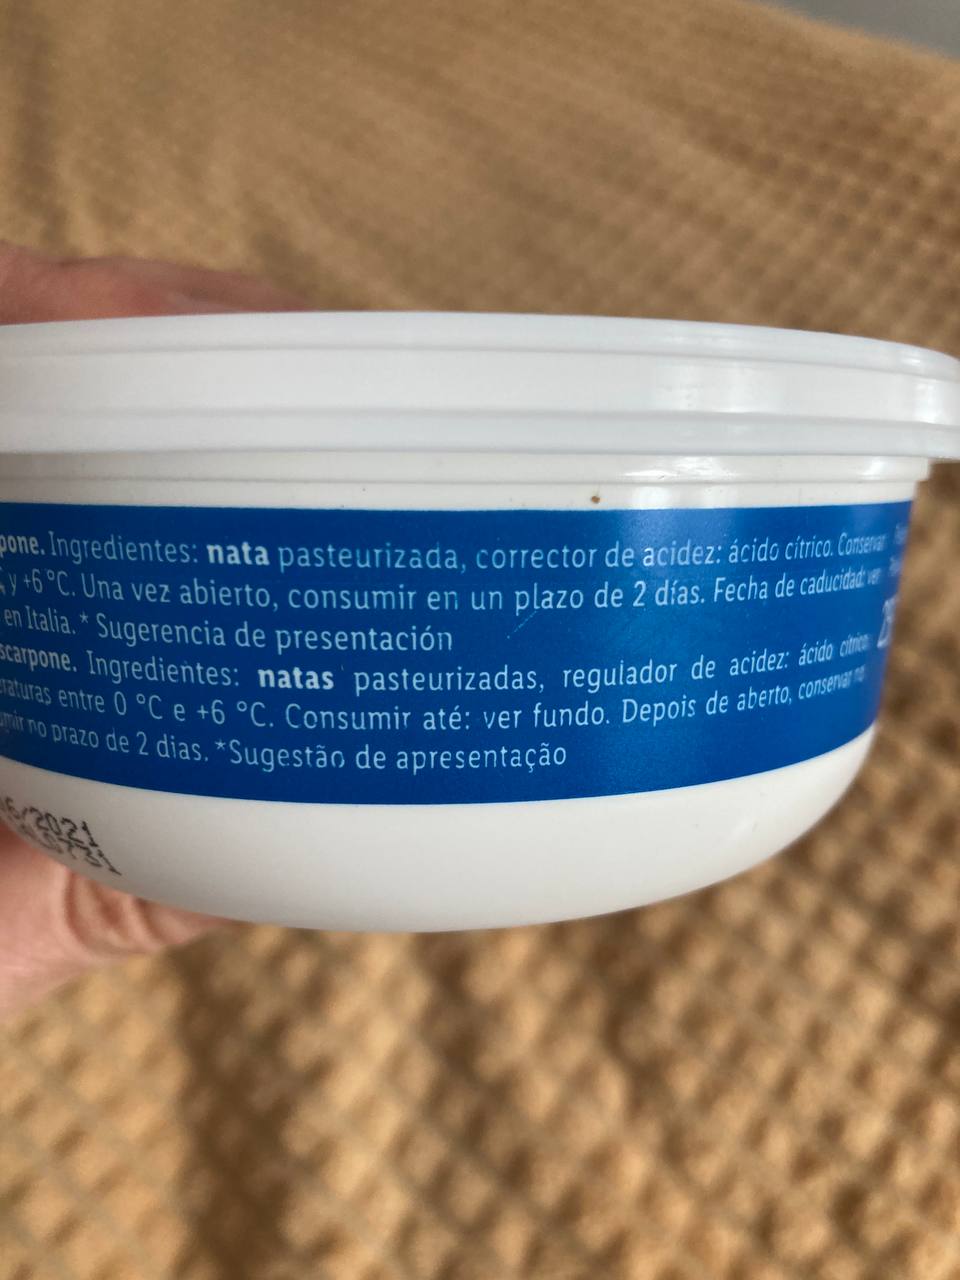 pone. Ingredientes: nata pasteurizada, corrector de acidez: ácido cítrico. Conservar
y +6 °C. Una vez abierto, consumir en un plazo de 2 días. Fecha de caducidad: ver
en Italia. * Sugerencia de presentación
scarpone. Ingredientes: natas pasteurizadas, regulador de acidez: ácido cítrico.
raturas entre 0 °C e +6 °C. Consumir até: ver fundo. Depois de aberto, conservar no
umir no prazo de 2 dias. *Sugestão de apresentação
6/2021